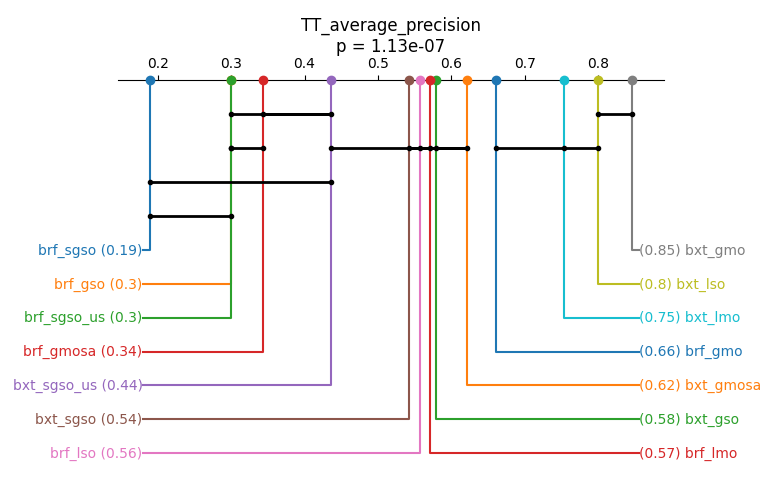 TT_average_precision
p = 1.13e-07
0.2 0.3 0.4 0.5 0.6 0.7 0.8
brf_sgso (0.19) (0.85) bxt_gmo
brf_gso (0.3) (0.8) bxt_lso
brf_sgso_us (0.3) (0.75) bxt_lmo
brf_gmosa (0.34) (0.66) brf_gmo
bxt_sgso_us (0.44) (0.62) bxt_gmosa
bxt_sgso (0.54) (0.58) bxt_gso
brf_lso (0.56) (0.57) brf_lmo